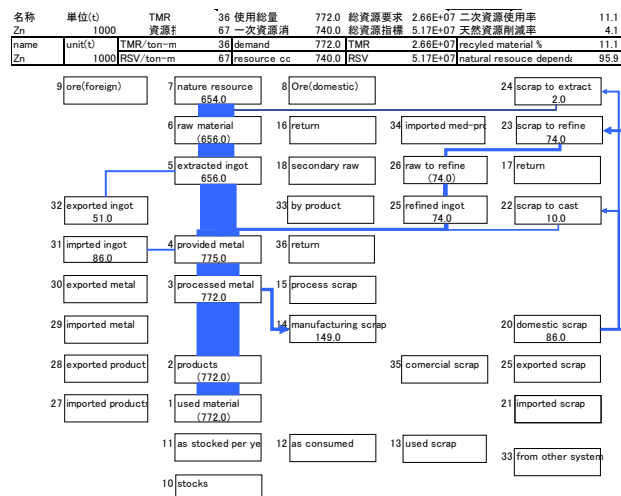 名称 単位(t) TMR 36 使用総量 772.0 総資源要求 2.66E+07 二次資源使用率 11.1
Zn 1000 資源指 67 一次資源消 740.0 総資源指標 5.17E+07 天然資源削減率 4.1
name unit(t) TMR/ton-m 36 demand 772.0 TMR 2.66E+07 recyled material % 11.1
Zn 1000 RSV/ton-m 67 resource cc 740.0 RSV 5.17E+07 natural resouce depende 95.9
9 ore(foreign) 7 nature resource 8 Ore(domestic) 24 scrap to extract
654.0 2.0
6 raw material 16 return 34 imported med-pro 23 scrap to refine
(656.0) 74.0
5 extracted ingot 18 secondary raw 26 raw to refine 17 return
656.0 (74.0)
32 exported ingot 33 by product 25 refined ingot 22 scrap to cast
51.0 74.0 10.0
31 imprted ingot 4 provided metal 36 return
86.0 775.0
30 exported metal 3 processed metal 15 process scrap
772.0
29 imported metal 14 manufacturing scrap 20 domestic scrap
149.0 86.0
28 exported product 2 products 35 comercial scrap 25 exported scrap
(772.0)
27 imported products 1 used material 21 imported scrap
(772.0)
11 as stocked per ye 12 as consumed 13 used scrap
33 from other system
10 stocks